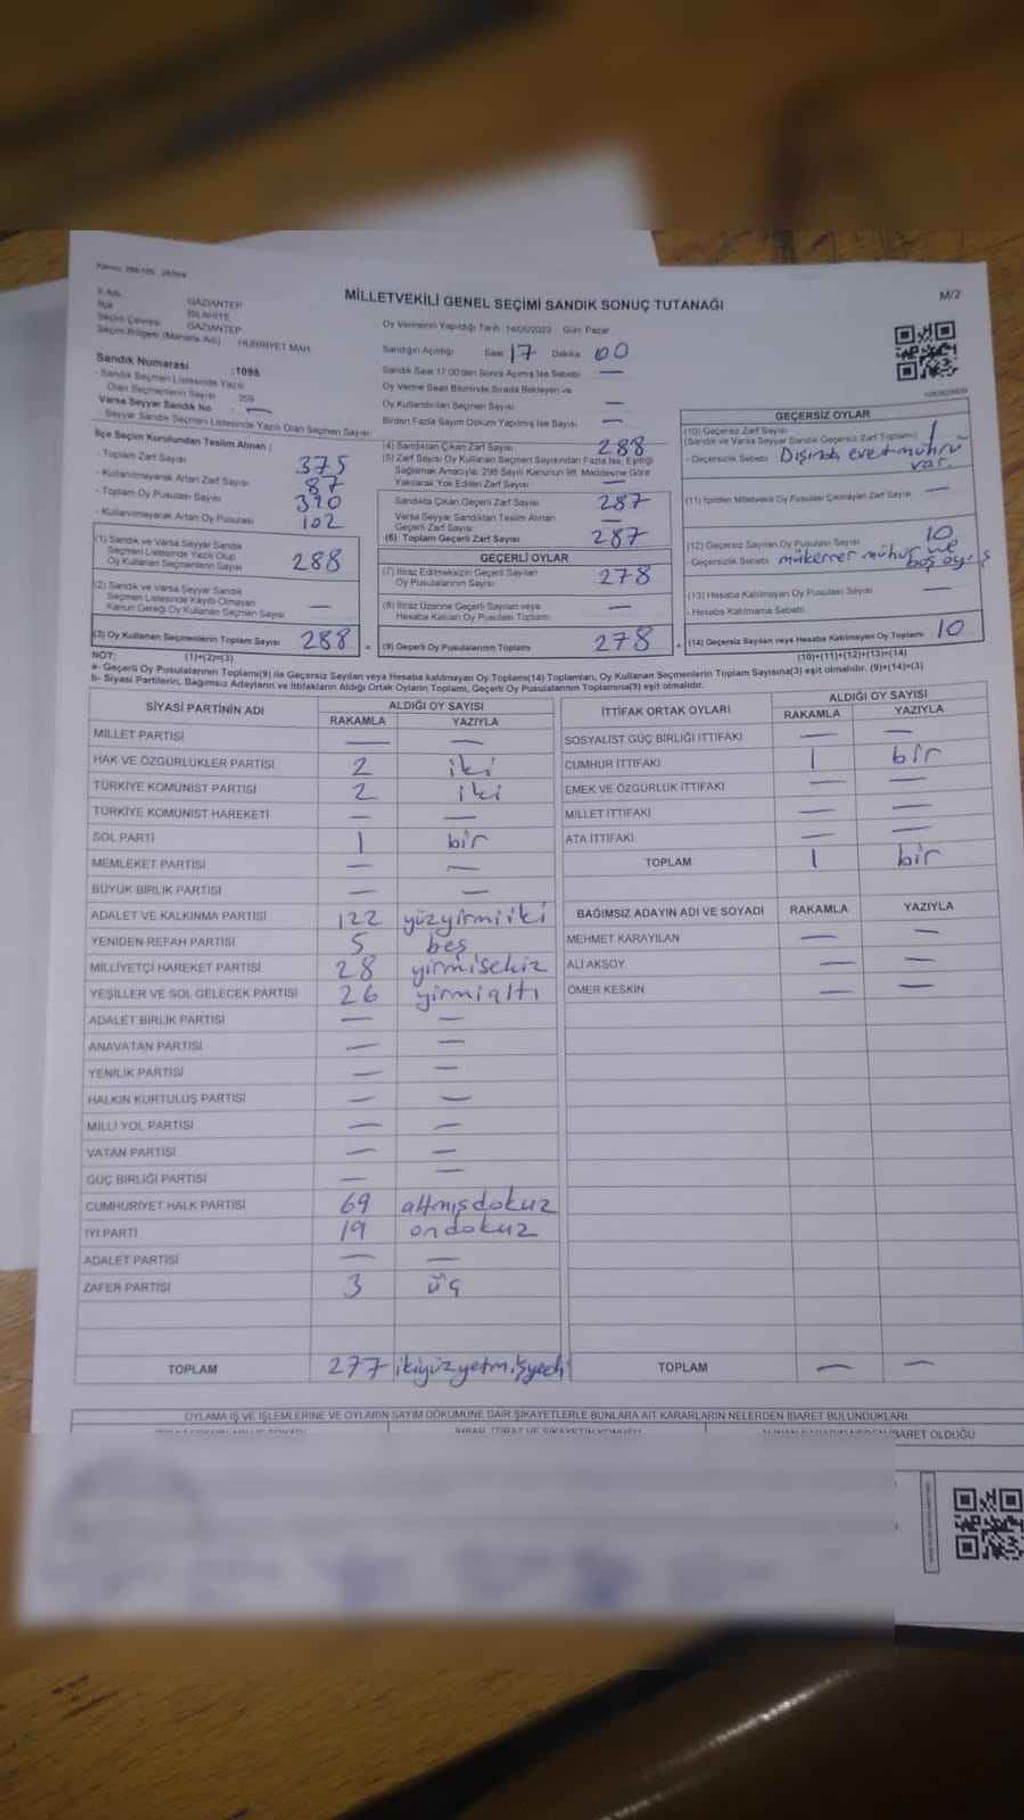 MİLLETVEKİLİ GENEL SEÇİMİ SANDIK SONUÇ TUTANAĞI
M/2
GAZİANTEP
İSLAHİYE
Seçim Çevresi GAZİANTEP
HÜRRİYET MAH
Sandık Numarası :1098
Sandık Seçmen Listesinde Yazılı
Olan Seçmenlerin Sayısı 359
Varsa Seyyar Sandık No : —
Seyyar Sandık Seçmen Listesinde Yazılı Olan Seçmen Sayısı
Oy Vermenin Yapıldığı Tarih Gün: Pazar
Sandığın Açıldığı Saat 17 Dakika 00
Sandık Saat 17:00'den Sonra Açılmış İse Sebebi —
Oy Verme Saati Bitiminde Sırada Bekleyen ve
Oy Kullandırılan Seçmen Sayısı —
Birden Fazla Sayım Döküm Yapılmış İse Sayısı —
İlçe Seçim Kurulundan Teslim Alınan :
- Toplam Zarf Sayısı 375
- Kullanılmayarak Artan Zarf Sayısı 87
- Toplam Oy Pusulası Sayısı 390
- Kullanılmayarak Artan Oy Pusulası 102
(1) Sandık ve Varsa Seyyar Sandık
Seçmen Listesinde Yazılı Olup
Oy Kullanan Seçmenlerin Sayısı 288
(2) Sandık ve Varsa Seyyar Sandık
Seçmen Listesinde Kaydı Olmayan
Kanun Gereği Oy Kullanan Seçmen Sayısı —
(3) Oy Kullanan Seçmenlerin Toplam Sayısı 288
(1)+(2)=(3)
(4) Sandıktan Çıkan Zarf Sayısı 288
(5) Zarf Sayısı Oy Kullanan Seçmen Sayısından Fazla İse, Eşitliği
Sağlamak Amacıyla, 298 Sayılı Kanunun 98. Maddesine Göre
Yakılarak Yok Edilen Zarf Sayısı —
Sandıkta Çıkan Geçerli Zarf Sayısı 287
Varsa Seyyar Sandıktan Teslim Alınan
Geçerli Zarf Sayısı —
(6) Toplam Geçerli Zarf Sayısı 287
GEÇERLİ OYLAR
(7) İtiraz Edilmeksizin Geçerli Sayılan
Oy Pusulalarının Sayısı 278
(8) İtiraz Üzerine Geçerli Sayılan veya
Hesaba Katılan Oy Pusulası Toplamı —
(9) Geçerli Oy Pusulalarının Toplamı 278
GEÇERSİZ OYLAR
(10) Geçersiz Zarf Sayısı
(Sandık ve Varsa Seyyar Sandık Geçersiz Zarf Toplamı) 1
- Geçersizlik Sebebi Dışında evet mührü
var.
(11) İçinden Milletvekili Oy Pusulası Çıkmayan Zarf Sayısı —
(12) Geçersiz Sayılan Oy Pusulası Sayısı 10
- Geçersizlik Sebebi mükerrer mühür ve
boş oy
(13) Hesaba Katılmayan Oy Pusulası Sayısı —
- Hesaba Katılmama Sebebi
(14) Geçersiz Sayılan veya Hesaba Katılmayan Oy Toplamı 10
(10)+(11)+(12)+(13)=(14)
NOT:
a- Geçerli Oy Pusulalarının Toplamı(9) ile Geçersiz Sayılan veya Hesaba katılmayan Oy Toplamı(14) Toplamları, Oy Kullanan Seçmenlerin Toplam Sayısına(3) eşit olmalıdır. (9)+(14)=(3)
b- Siyasi Partilerin, Bağımsız Adayların ve İttifakların Aldığı Ortak Oyların Toplamı, Geçerli Oy Pusulalarının Toplamına(9) eşit olmalıdır.
SİYASİ PARTİNİN ADI ALDIĞI OY SAYISI
RAKAMLA YAZIYLA
MİLLET PARTİSİ — —
HAK VE ÖZGÜRLÜKLER PARTİSİ 2 iki
TÜRKİYE KOMÜNİST PARTİSİ 2 iki
TÜRKİYE KOMÜNİST HAREKETİ — —
SOL PARTİ 1 bir
MEMLEKET PARTİSİ — —
BÜYÜK BİRLİK PARTİSİ — —
ADALET VE KALKINMA PARTİSİ 122 yüzyirmiiki
YENİDEN REFAH PARTİSİ 5 beş
MİLLİYETÇİ HAREKET PARTİSİ 28 yirmisekiz
YEŞİLLER VE SOL GELECEK PARTİSİ 26 yirmialtı
ADALET BİRLİK PARTİSİ — —
ANAVATAN PARTİSİ — —
YENİLİK PARTİSİ — —
HALKIN KURTULUŞ PARTİSİ — —
MİLLİ YOL PARTİSİ — —
VATAN PARTİSİ — —
GÜÇ BİRLİĞİ PARTİSİ — —
CUMHURİYET HALK PARTİSİ 69 altmışdokuz
İYİ PARTİ 19 ondokuz
ADALET PARTİSİ — —
ZAFER PARTİSİ 3 üç
TOPLAM 277 ikiyüzyetmişyedi
İTTİFAK ORTAK OYLARI ALDIĞI OY SAYISI
RAKAMLA YAZIYLA
SOSYALİST GÜÇ BİRLİĞİ İTTİFAKI — —
CUMHUR İTTİFAKI 1 bir
EMEK VE ÖZGÜRLÜK İTTİFAKI — —
MİLLET İTTİFAKI — —
ATA İTTİFAKI — —
TOPLAM 1 bir
BAĞIMSIZ ADAYIN ADI VE SOYADI RAKAMLA YAZIYLA
MEHMET KARAYILAN — —
ALİ AKSOY — —
ÖMER KESKİN — —
TOPLAM — —
OYLAMA İŞ VE İŞLEMLERİNE VE OYLARIN SAYIM DÖKÜMÜNE DAİR ŞİKAYETLERLE BUNLARA AİT KARARLARIN NELERDEN İBARET BULUNDUKLARI
İBARET OLDUĞU